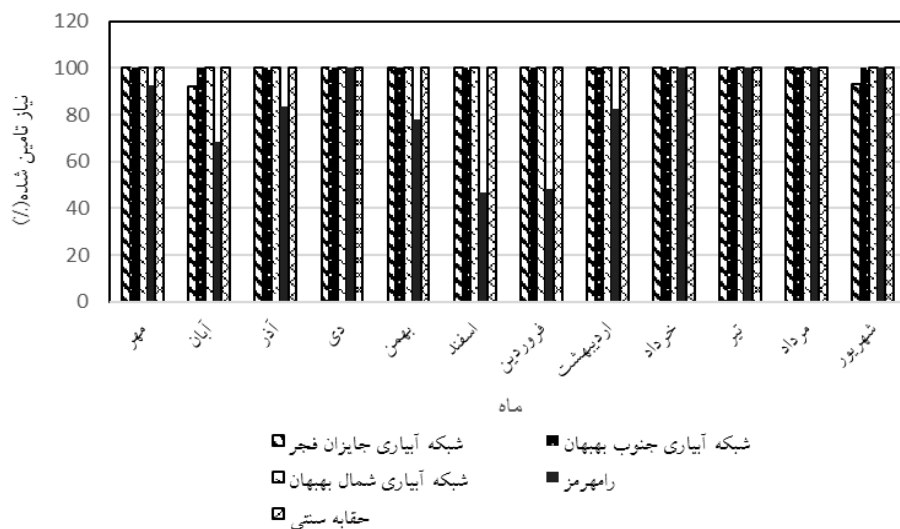 نیاز تامین شده(٪)
120
100
80
60
40
20
0
مهر
آبان
آذر
دی
بهمن
اسفند
فروردین
اردیبهشت
خرداد
تیر
مرداد
شهریور
ماه
شبکه آبیاری جایزان فجر
شبکه آبیاری جنوب بهبهان
شبکه آبیاری شمال بهبهان
رامهرمز
حقابه سنتی